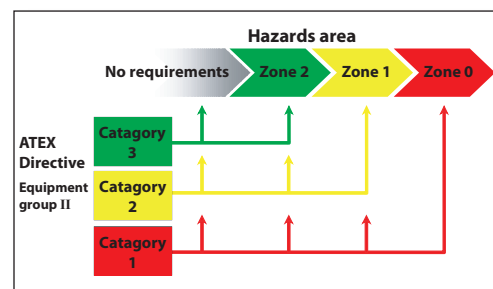 Hazards area
No requirements
Zone 2
Zone 1
Zone 0
ATEX
Directive
Equipment
group II
Catagory
3
Catagory
2
Catagory
1